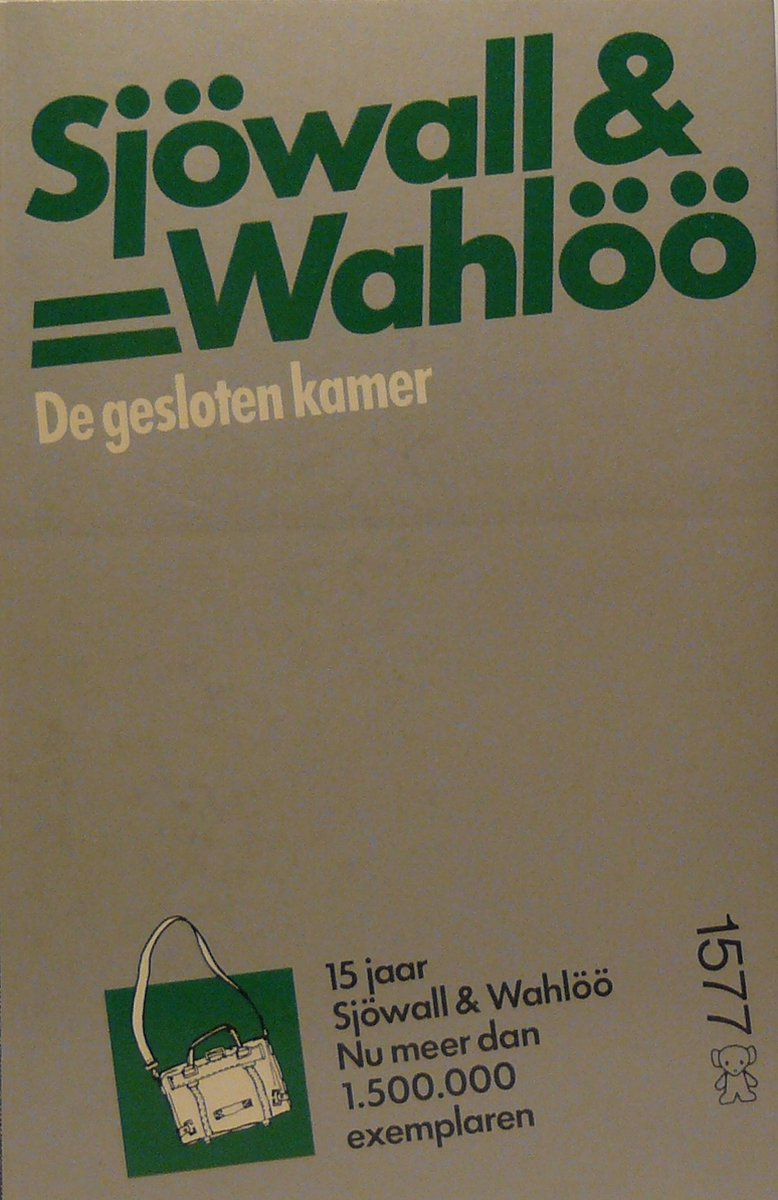 Sjöwall &
Wahlöö
De gesloten kamer
15 jaar
Sjöwall & Wahlöö
Nu meer dan
1.500.000
exemplaren
1577